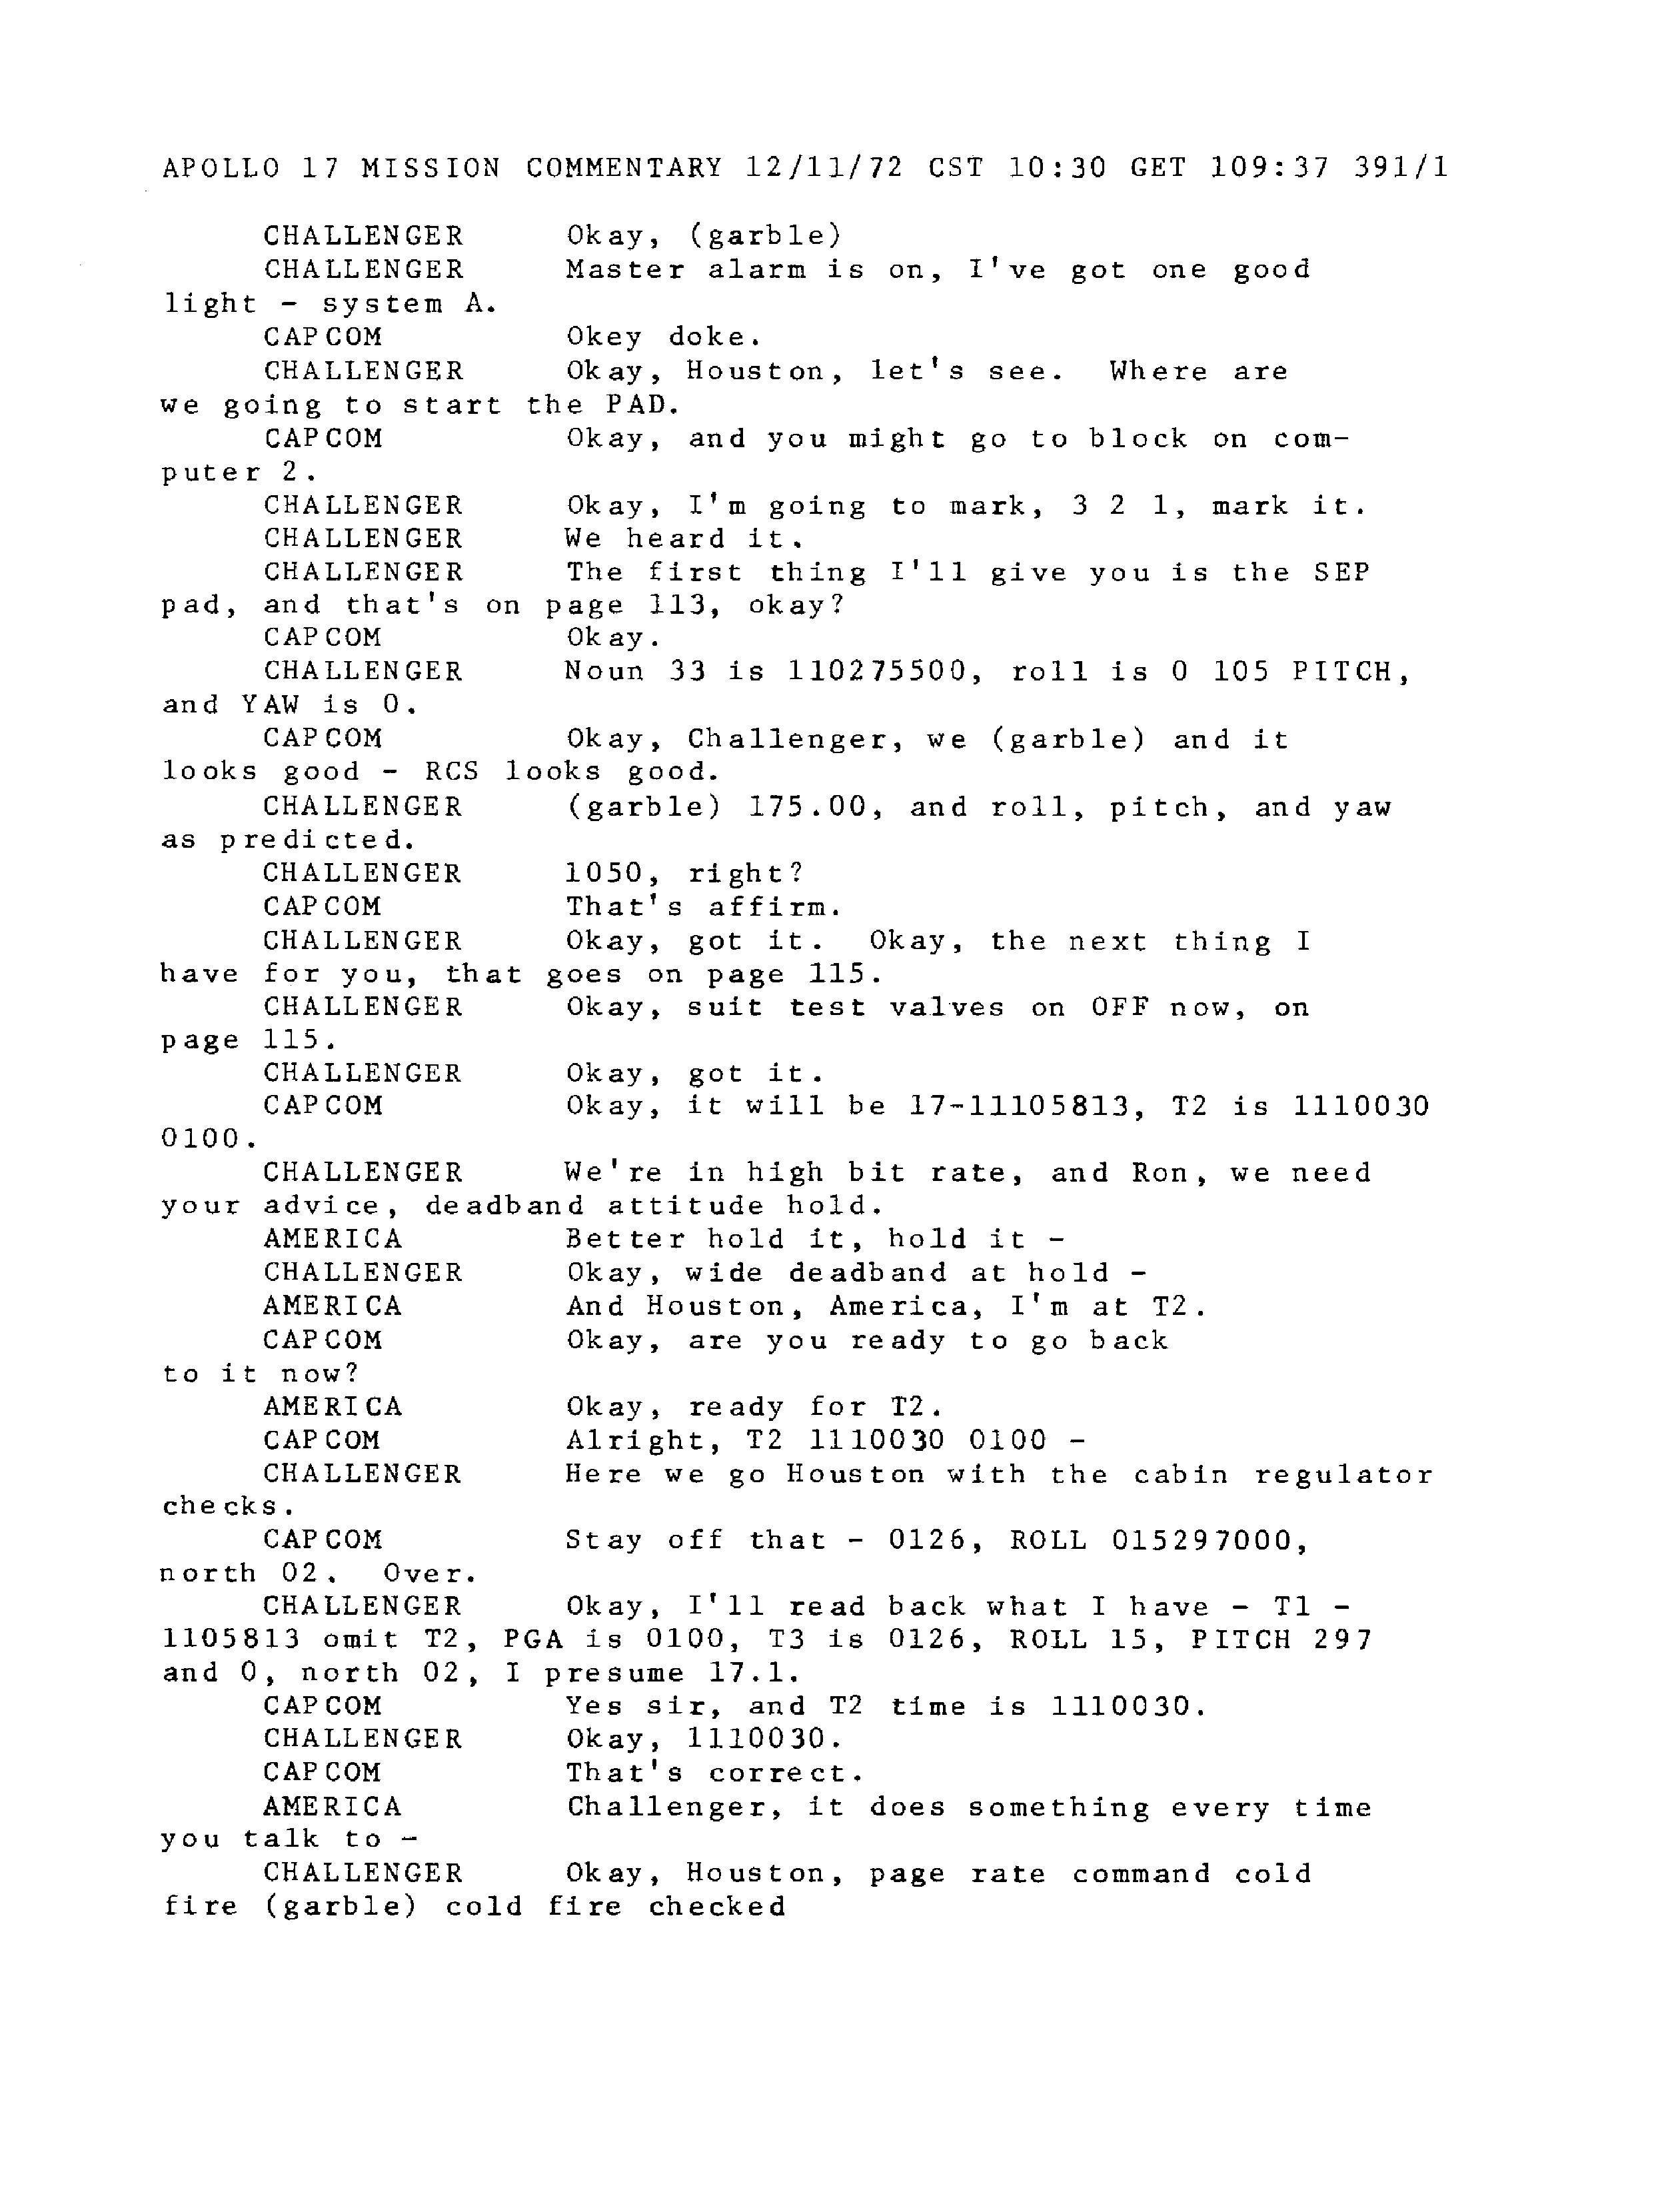 APOLLO 17 MISSION COMMENTARY 12/11/72 CST 10:30 GET 109:37 391/1
CHALLENGER Okay, (garble)
CHALLENGER Master alarm is on, I've got one good
light - system A.
CAPCOM Okey doke.
CHALLENGER Okay, Houston, let's see. Where are
we going to start the PAD.
CAPCOM Okay, and you might go to block on com-
puter 2.
CHALLENGER Okay, I'm going to mark, 3 2 1, mark it.
CHALLENGER We heard it.
CHALLENGER The first thing I'll give you is the SEP
pad, and that's on page 113, okay?
CAPCOM Okay.
CHALLENGER Noun 33 is 110275500, roll is 0 105 PITCH,
and YAW is 0.
CAPCOM Okay, Challenger, we (garble) and it
looks good - RCS looks good.
CHALLENGER (garble) 175.00, and roll, pitch, and yaw
as predicted.
CHALLENGER 1050, right?
CAPCOM That's affirm.
CHALLENGER Okay, got it. Okay, the next thing I
have for you, that goes on page 115.
CHALLENGER Okay, suit test valves on OFF now, on
page 115.
CHALLENGER Okay, got it.
CAPCOM Okay, it will be 17-11105813, T2 is 1110030
0100.
CHALLENGER We're in high bit rate, and Ron, we need
your advice, deadband attitude hold.
AMERICA Better hold it, hold it -
CHALLENGER Okay, wide deadband at hold -
AMERICA And Houston, America, I'm at T2.
CAPCOM Okay, are you ready to go back
to it now?
AMERICA Okay, ready for T2.
CAPCOM Alright, T2 1110030 0100 -
CHALLENGER Here we go Houston with the cabin regulator
checks.
CAPCOM Stay off that - 0126, ROLL 015297000,
north 02. Over.
CHALLENGER Okay, I'll read back what I have - T1 -
1105813 omit T2, PGA is 0100, T3 is 0126, ROLL 15, PITCH 297
and 0, north 02, I presume 17.1.
CAPCOM Yes sir, and T2 time is 1110030.
CHALLENGER Okay, 1110030.
CAPCOM That's correct.
AMERICA Challenger, it does something every time
you talk to -
CHALLENGER Okay, Houston, page rate command cold
fire (garble) cold fire checked